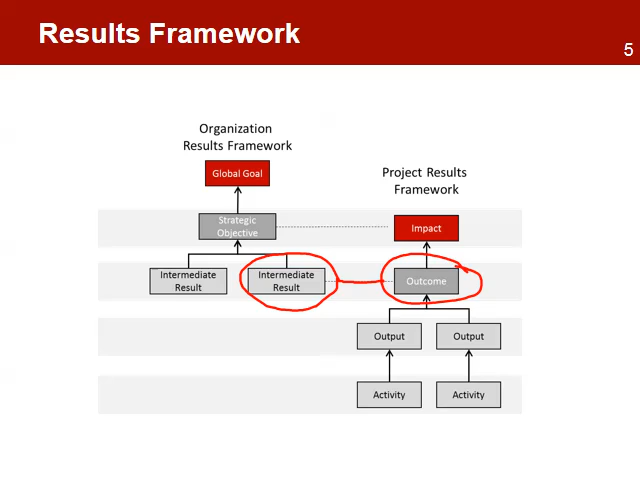 Results Framework
5
Organization
Results Framework
Global Goal
Project Results
Framework
Strategic
Objective
Impact
Intermediate
Result
Intermediate
Result
Outcome
Output
Output
Activity
Activity